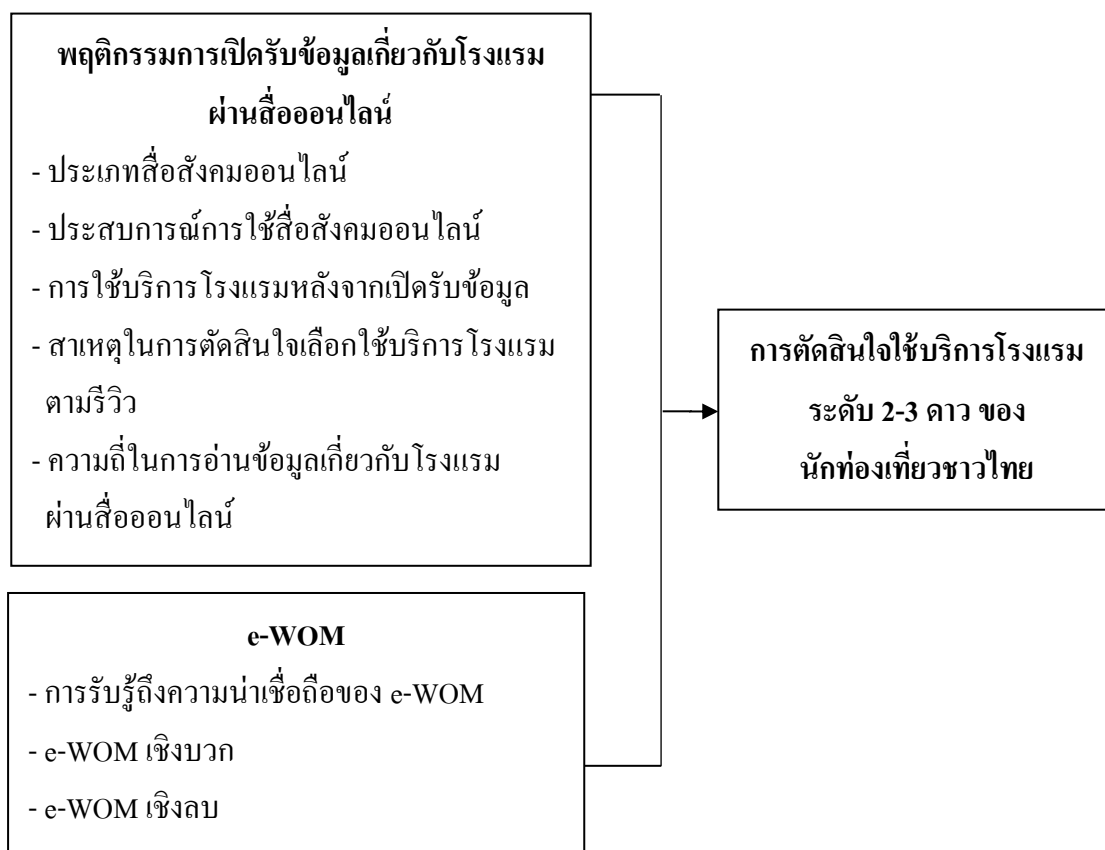 พฤติกรรมการเปิดรับข้อมูลเกี่ยวกับโรงแรม
ผ่านสื่อออนไลน์
- ประเภทสื่อสังคมออนไลน์
- ประสบการณ์การใช้สื่อสังคมออนไลน์
- การใช้บริการโรงแรมหลังจากเปิดรับข้อมูล
- สาเหตุในการตัดสินใจเลือกใช้บริการโรงแรม
ตามรีวิว
- ความถี่ในการอ่านข้อมูลเกี่ยวกับโรงแรม
ผ่านสื่อออนไลน์
e-WOM
- การรับรู้ถึงความน่าเชื่อถือของ e-WOM
- e-WOM เชิงบวก
- e-WOM เชิงลบ
การตัดสินใจใช้บริการโรงแรม
ระดับ 2-3 ดาว ของ
นักท่องเที่ยวชาวไทย